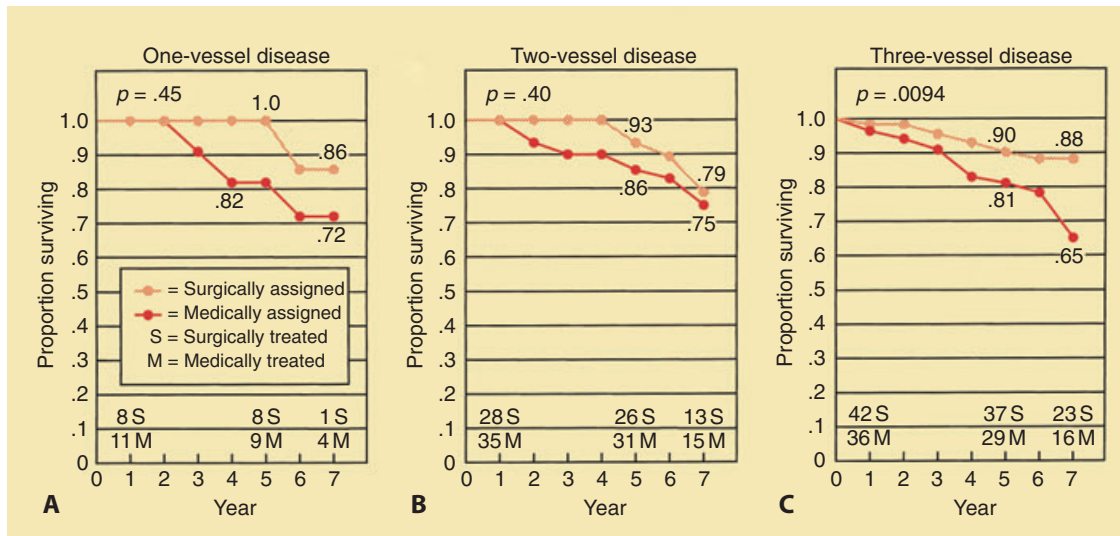 One-vessel disease
p = .45
1.0
1.0
.9
.8
.7
.6
.5
.4
.3
.2
.1
0
.86
.82
.72
= Surgically assigned
= Medically assigned
S = Surgically treated
M = Medically treated
8 S 8 S 1 S
11 M 9 M 4 M
0 1 2 3 4 5 6 7
Year
Proportion surviving
A
Two-vessel disease
p = .40
1.0
.9
.8
.7
.6
.5
.4
.3
.2
.1
0
.93
.79
.86
.75
28 S 26 S 13 S
35 M 31 M 15 M
0 1 2 3 4 5 6 7
Year
Proportion surviving
B
Three-vessel disease
p = .0094
1.0
.9
.8
.7
.6
.5
.4
.3
.2
.1
0
.90
.88
.81
.65
42 S 37 S 23 S
36 M 29 M 16 M
0 1 2 3 4 5 6 7
Year
Proportion surviving
C